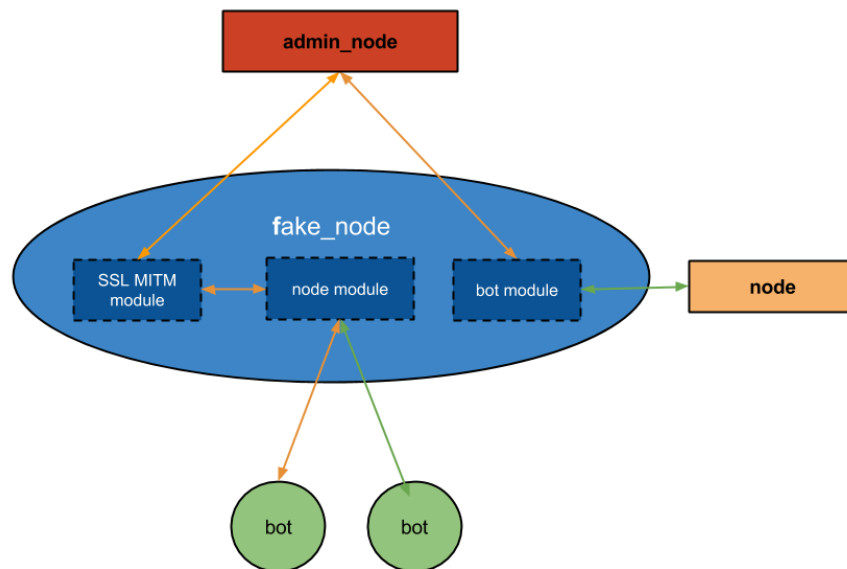 admin_node
fake_node
SSL MITM
module
node module
bot module
node
bot
bot